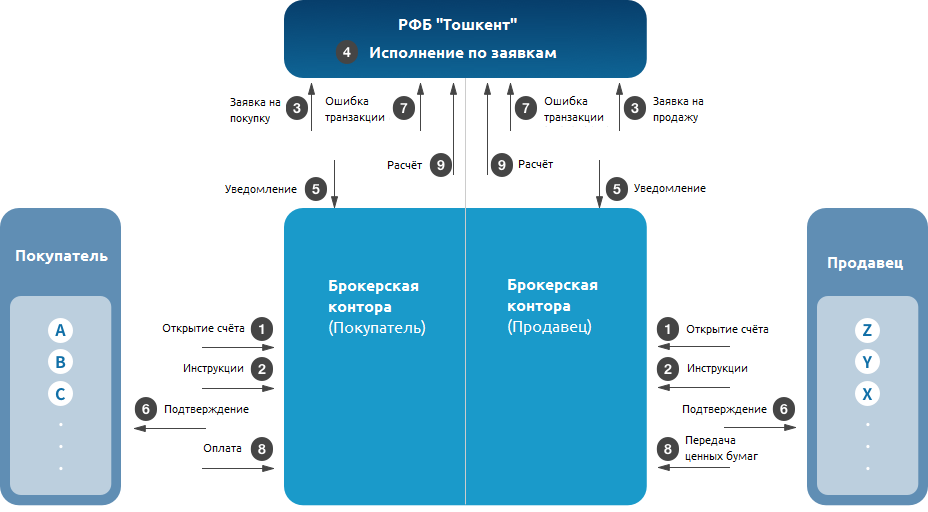 РФБ "Тошкент"
4 Исполнение по заявкам
Заявка на
покупку
3
Ошибка
транзакции
7
7
Ошибка
транзакции
3
Заявка на
продажу
Расчёт 9
9 Расчёт
Уведомление 5
5 Уведомление
Покупатель
A
B
C
Открытие счёта 1
Инструкции 2
6 Подтверждение
Оплата 8
Брокерская
контора
(Покупатель)
Брокерская
контора
(Продавец)
1 Открытие счёта
2 Инструкции
Подтверждение 6
8
Передача
ценных бумаг
Продавец
Z
Y
X